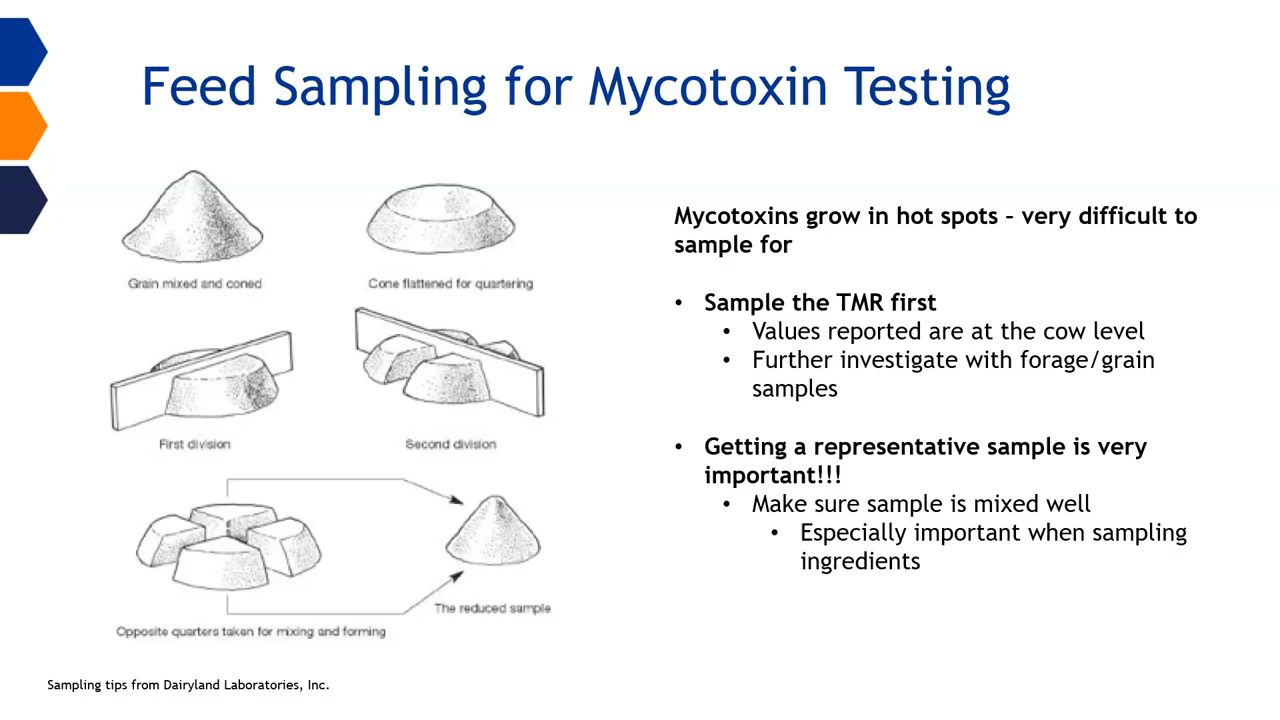 Feed Sampling for Mycotoxin Testing
Grain mixed and coned
Cone flattened for quartering
First division
Second division
The reduced sample
Opposite quarters taken for mixing and forming
Mycotoxins grow in hot spots – very difficult to
sample for
• Sample the TMR first
• Values reported are at the cow level
• Further investigate with forage/grain
samples
• Getting a representative sample is very
important!!!
• Make sure sample is mixed well
• Especially important when sampling
ingredients
Sampling tips from Dairyland Laboratories, Inc.